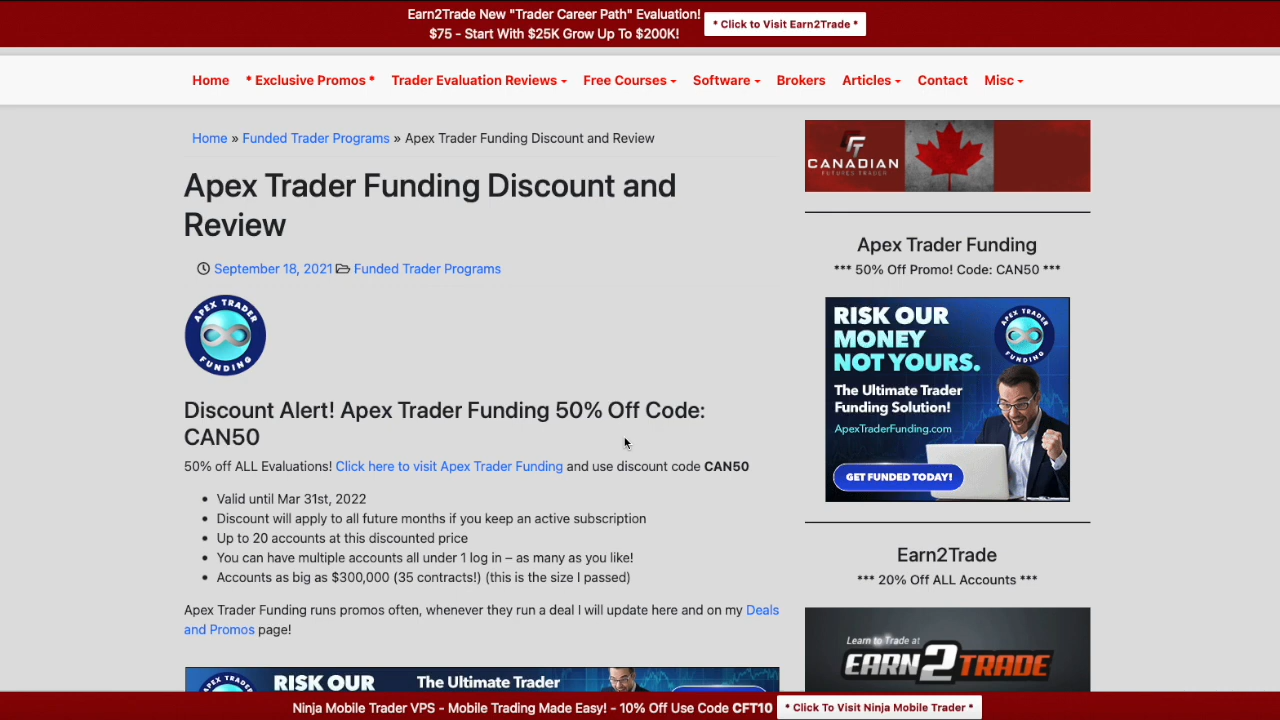 Earn2Trade New "Trader Career Path" Evaluation!
$75 - Start With $25K Grow Up To $200K!
* Click to Visit Earn2Trade *
Home * Exclusive Promos * Trader Evaluation Reviews Free Courses Software Brokers Articles Contact Misc
Home » Funded Trader Programs » Apex Trader Funding Discount and Review
Apex Trader Funding Discount and
Review
September 18, 2021 Funded Trader Programs
APEX TRADER
FUNDING
Discount Alert! Apex Trader Funding 50% Off Code:
CAN50
50% off ALL Evaluations! Click here to visit Apex Trader Funding and use discount code CAN50
• Valid until Mar 31st, 2022
• Discount will apply to all future months if you keep an active subscription
• Up to 20 accounts at this discounted price
• You can have multiple accounts all under 1 log in – as many as you like!
• Accounts as big as $300,000 (35 contracts!) (this is the size I passed)
Apex Trader Funding runs promos often, whenever they run a deal I will update here and on my Deals
and Promos page!
APEX TRADER
RISK OUR
The Ultimate Trader
FT
CANADIAN
FUTURES TRADER
Apex Trader Funding
*** 50% Off Promo! Code: CAN50 ***
RISK OUR
MONEY
NOT YOURS.
APEX TRADER
FUNDING
The Ultimate Trader
Funding Solution!
ApexTraderFunding.com
GET FUNDED TODAY!
Earn2Trade
*** 20% Off ALL Accounts ***
Learn to Trade at
EARN2TRADE
Ninja Mobile Trader VPS - Mobile Trading Made Easy! - 10% Off Use Code CFT10
* Click To Visit Ninja Mobile Trader *